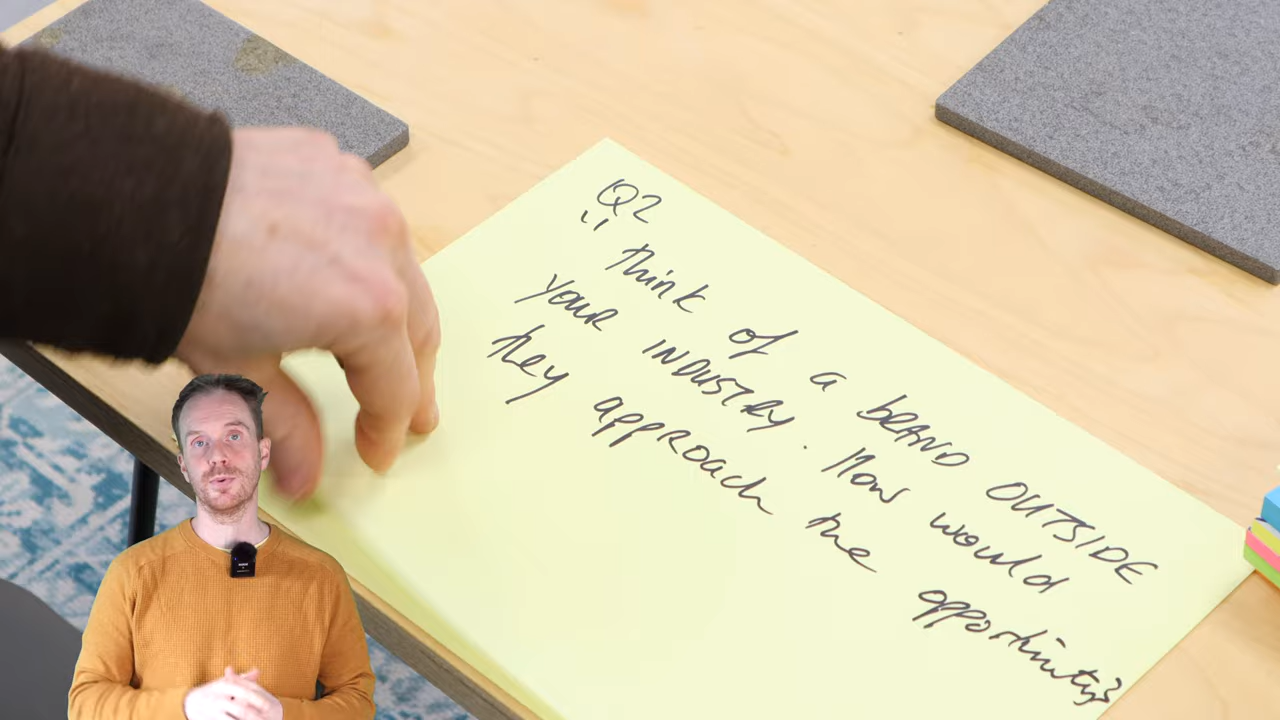 Q2
"Think of a bRAND OUTSIDE
your INDUSTRY. How would
they appRoach the opportunity?